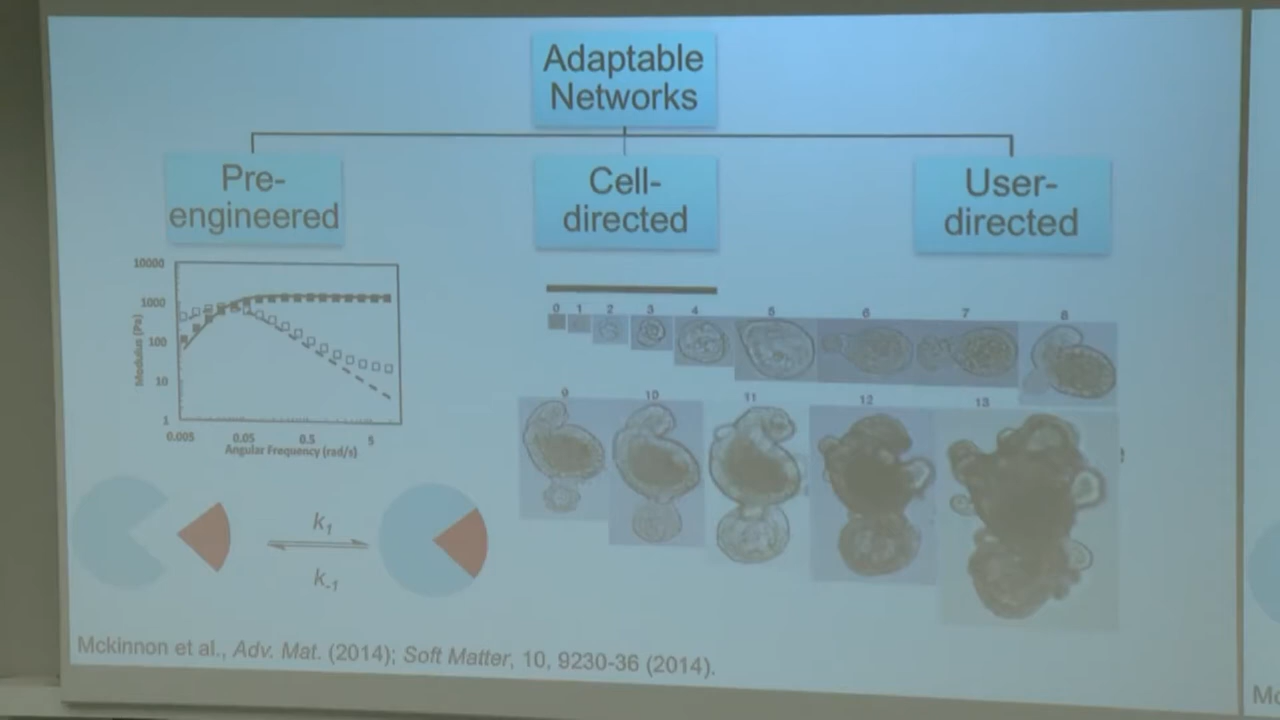 Adaptable
Networks
Pre-
engineered
Cell-
directed
User-
directed
10000
1000
100
10
1
Modulus (Pa)
0.005
0.05
0.5
5
Angular Frequency (rad/s)
0 1 2 3 4 5 6 7 8
9 10 11 12 13
k1
k-1
Mckinnon et al., Adv. Mat. (2014); Soft Matter, 10, 9230-36 (2014).